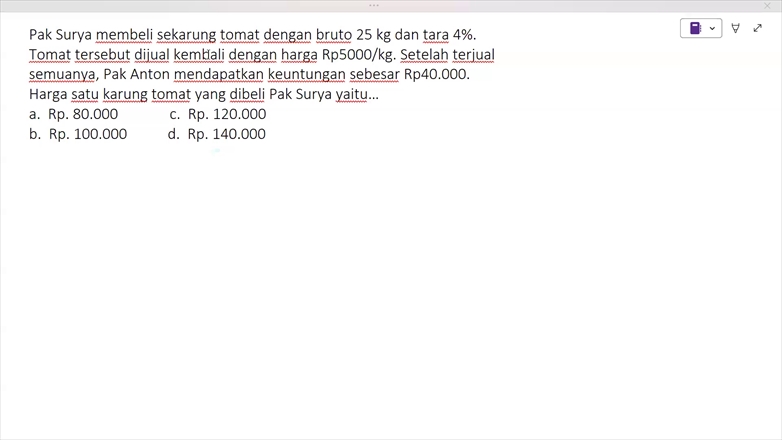 Pak Surya membeli sekarung tomat dengan bruto 25 kg dan tara 4%.
Tomat tersebut dijual kembali dengan harga Rp5000/kg. Setelah terjual
semuanya, Pak Anton mendapatkan keuntungan sebesar Rp40.000.
Harga satu karung tomat yang dibeli Pak Surya yaitu...
a. Rp. 80.000 c. Rp. 120.000
b. Rp. 100.000 d. Rp. 140.000